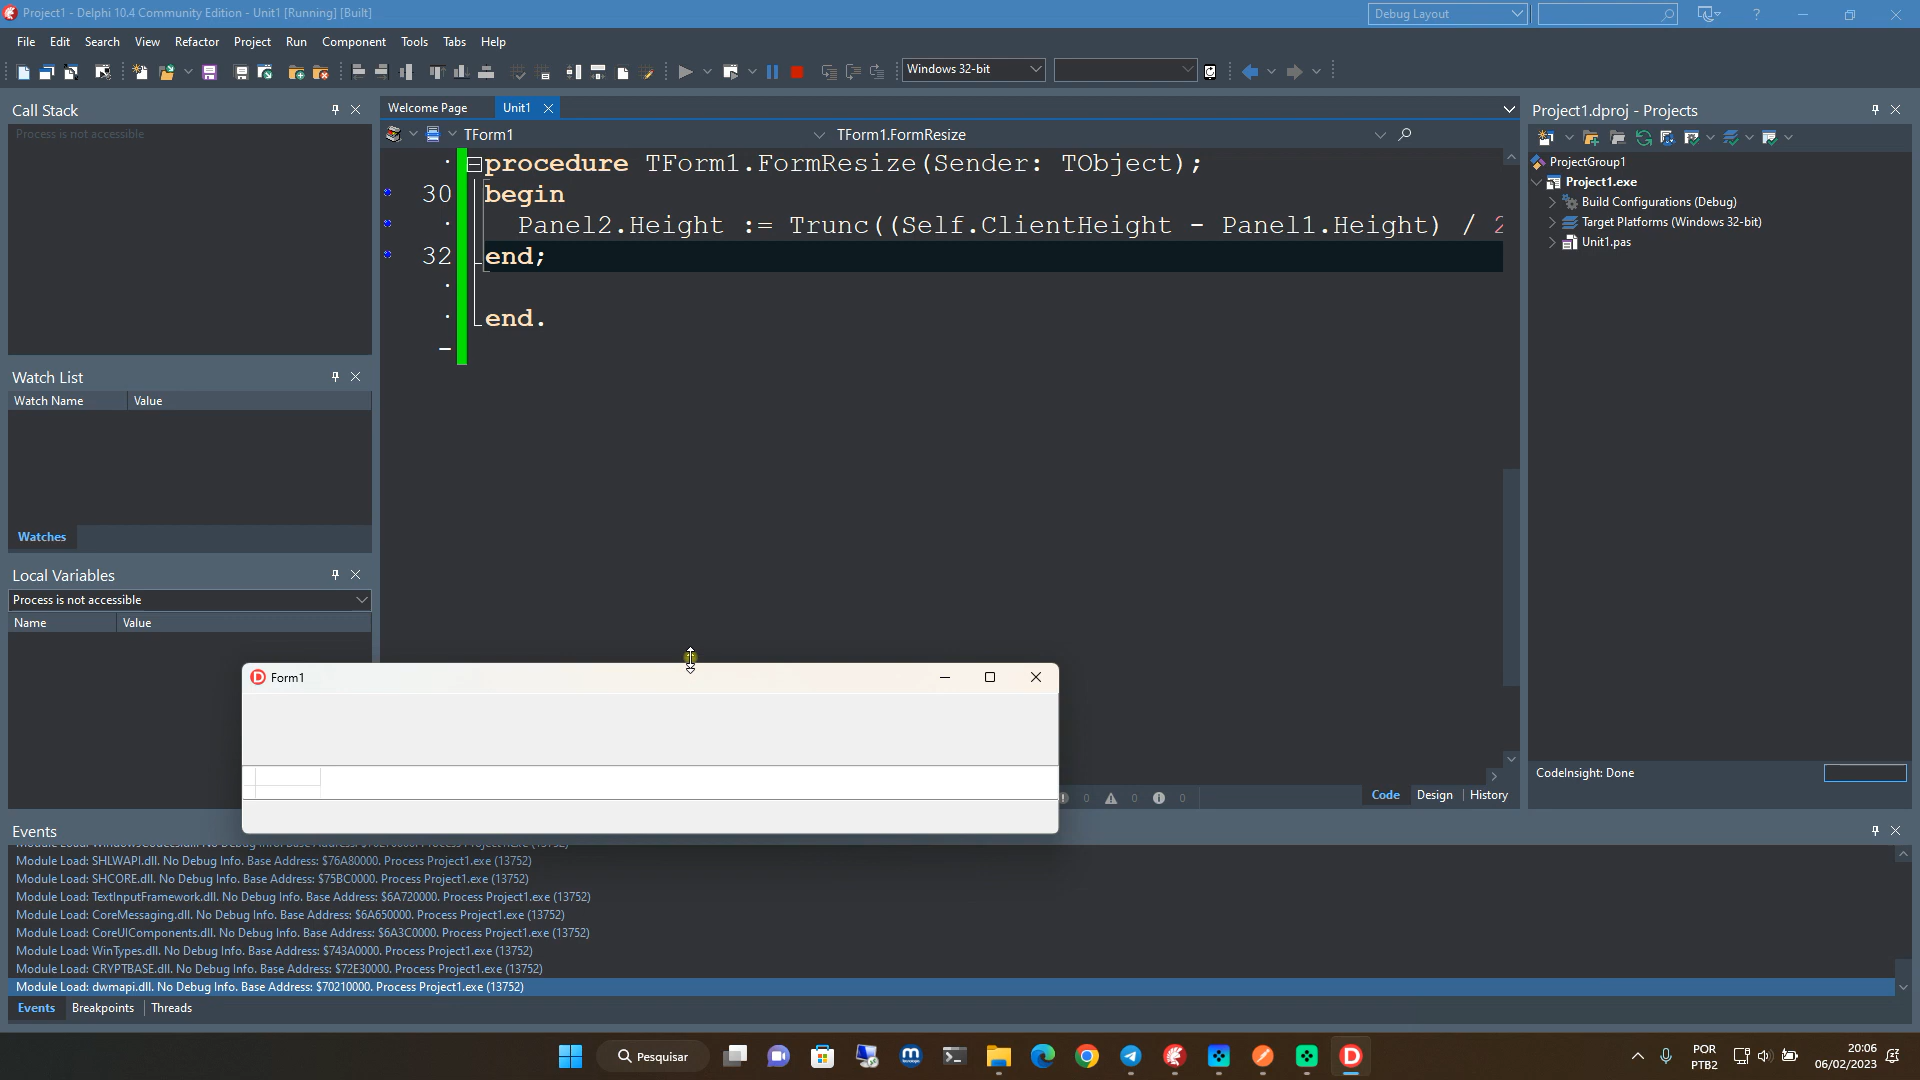 Project1 - Delphi 10.4 Community Edition - Unit1 [Running] [Built]
Debug Layout
File Edit Search View Refactor Project Run Component Tools Tabs Help
Windows 32-bit
Call Stack
Process is not accessible
Watch List
Watch Name Value
Watches
Local Variables
Process is not accessible
Name Value
Welcome Page Unit1
TForm1 TForm1.FormResize
procedure TForm1.FormResize(Sender: TObject);
30 begin
Panel2.Height := Trunc((Self.ClientHeight - Panel1.Height) / 2
32 end;
end.
Form1
0 0 0
Code Design History
Project1.dproj - Projects
ProjectGroup1
Project1.exe
Build Configurations (Debug)
Target Platforms (Windows 32-bit)
Unit1.pas
CodeInsight: Done
Events
Module Load: SHLWAPI.dll. No Debug Info. Base Address: $76A80000. Process Project1.exe (13752)
Module Load: SHCORE.dll. No Debug Info. Base Address: $75BC0000. Process Project1.exe (13752)
Module Load: TextInputFramework.dll. No Debug Info. Base Address: $6A720000. Process Project1.exe (13752)
Module Load: CoreMessaging.dll. No Debug Info. Base Address: $6A650000. Process Project1.exe (13752)
Module Load: CoreUIComponents.dll. No Debug Info. Base Address: $6A3C0000. Process Project1.exe (13752)
Module Load: WinTypes.dll. No Debug Info. Base Address: $743A0000. Process Project1.exe (13752)
Module Load: CRYPTBASE.dll. No Debug Info. Base Address: $72E30000. Process Project1.exe (13752)
Module Load: dwmapi.dll. No Debug Info. Base Address: $70210000. Process Project1.exe (13752)
Events Breakpoints Threads
Pesquisar
POR
PTB2
20:06
06/02/2023